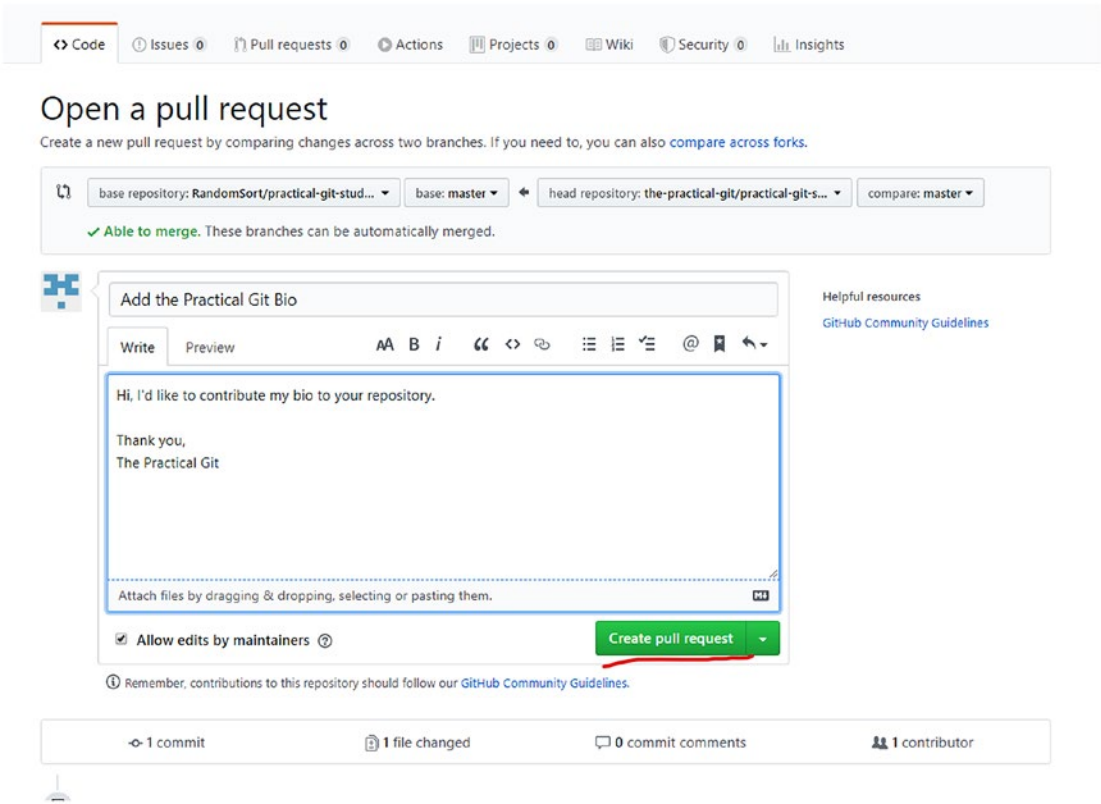 Code Issues 0 Pull requests 0 Actions Projects 0 Wiki Security 0 Insights
Open a pull request
Create a new pull request by comparing changes across two branches. If you need to, you can also compare across forks.
base repository: RandomSort/practical-git-stud... base: master head repository: the-practical-git/practical-git-s... compare: master
Able to merge. These branches can be automatically merged.
Add the Practical Git Bio
Helpful resources
GitHub Community Guidelines
Write Preview AA B i
Hi, I'd like to contribute my bio to your repository.
Thank you,
The Practical Git
Attach files by dragging & dropping, selecting or pasting them.
Allow edits by maintainers
Create pull request
Remember, contributions to this repository should follow our GitHub Community Guidelines.
1 commit 1 file changed 0 commit comments 1 contributor